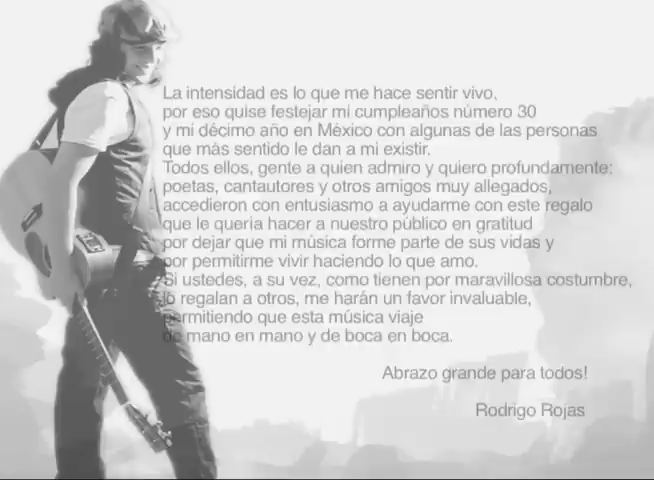 La intensidad es lo que me hace sentir vivo,
por eso quise festejar mi cumpleaños número 30
y mi décimo año en México con algunas de las personas
que más sentido le dan a mi existir.
Todos ellos, gente a quien admiro y quiero profundamente:
poetas, cantautores y otros amigos muy allegados,
accedieron con entusiasmo a ayudarme con este regalo
que le quería hacer a nuestro público en gratitud
por dejar que mi música forme parte de sus vidas y
por permitirme vivir haciendo lo que amo.
Si ustedes, a su vez, como tienen por maravillosa costumbre,
lo regalan a otros, me harán un favor invaluable,
permitiendo que esta música viaje
de mano en mano y de boca en boca.
Abrazo grande para todos!
Rodrigo Rojas